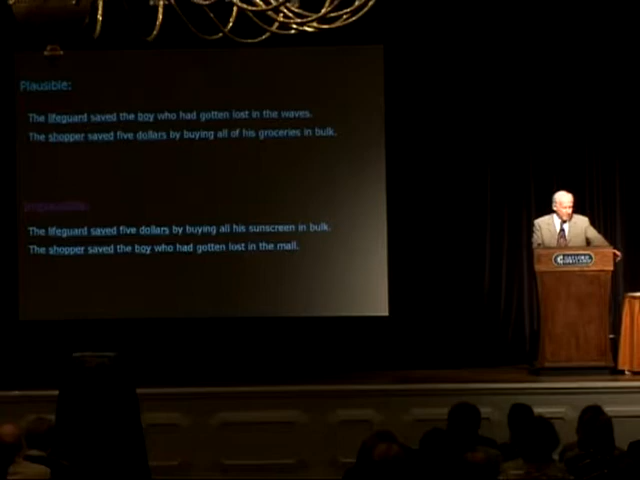 Plausible:
The lifeguard saved the boy who had gotten lost in the waves.
The shopper saved five dollars by buying all of his groceries in bulk.
The lifeguard saved five dollars by buying all his sunscreen in bulk.
The shopper saved the boy who had gotten lost in the mall.